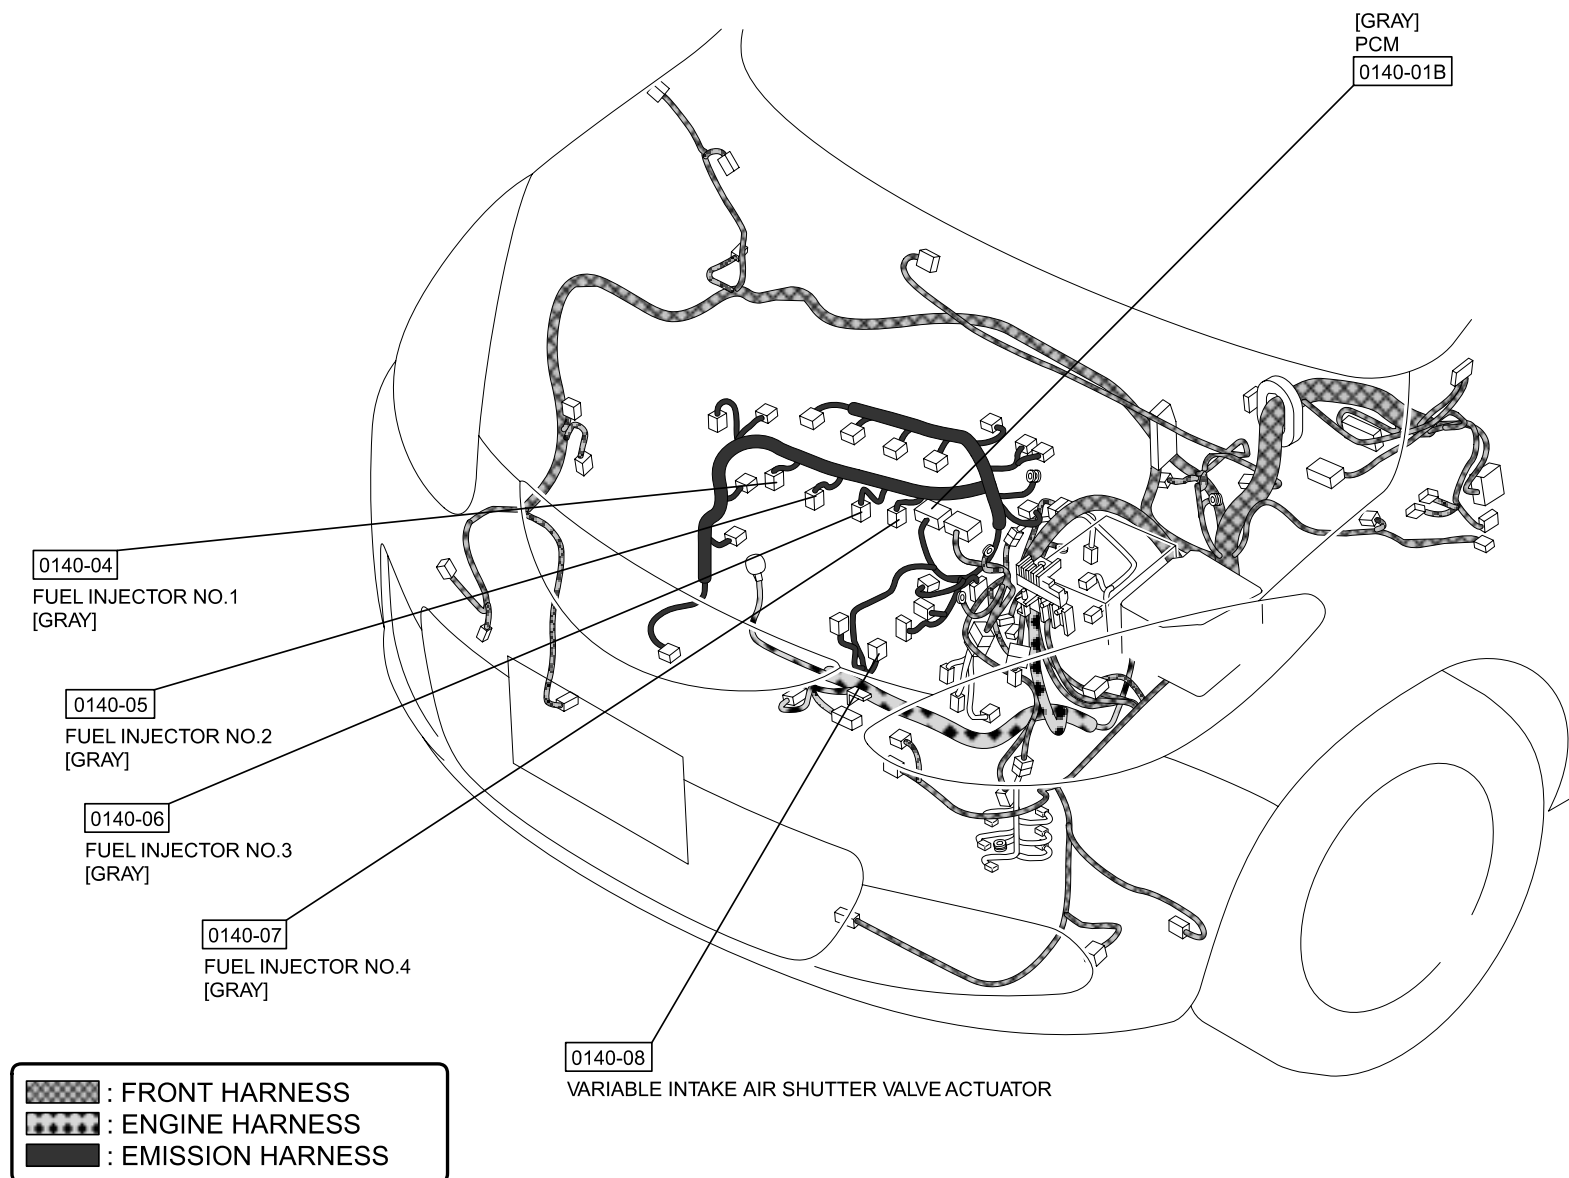 [GRAY]
PCM
0140-01B
0140-04
FUEL INJECTOR NO.1
[GRAY]
0140-05
FUEL INJECTOR NO.2
[GRAY]
0140-06
FUEL INJECTOR NO.3
[GRAY]
0140-07
FUEL INJECTOR NO.4
[GRAY]
0140-08
VARIABLE INTAKE AIR SHUTTER VALVE ACTUATOR
: FRONT HARNESS
: ENGINE HARNESS
: EMISSION HARNESS